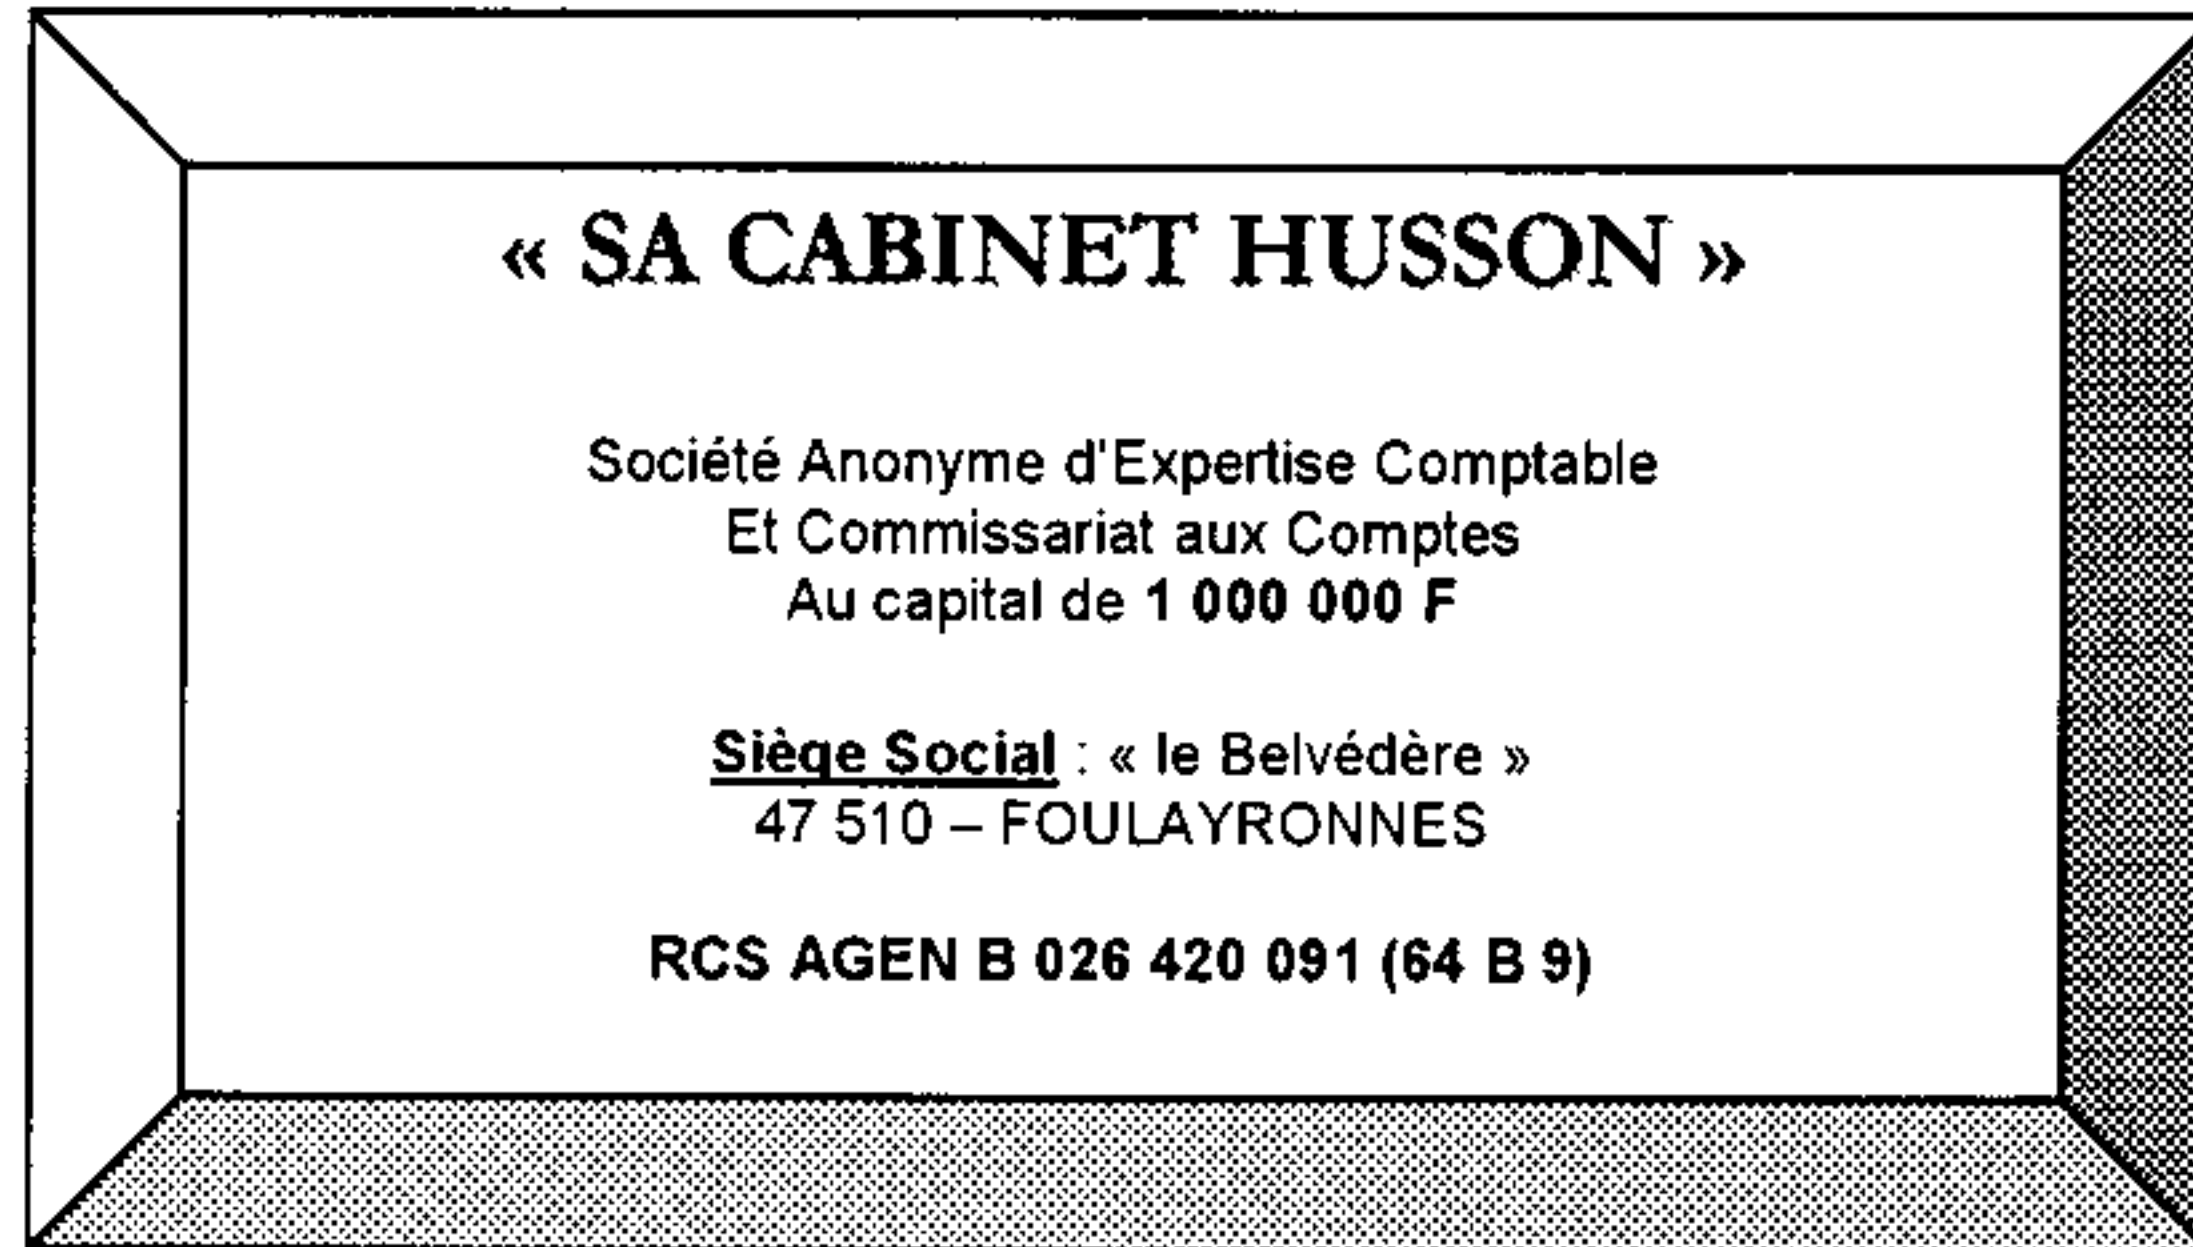 « SA CABINET HUSSON »
Société Anonyme d'Expertise Comptable
Et Commissariat aux Comptes
Au capital de 1 000 000 F
Siège Social : « le Belvédère »
47 510 – FOULAYRONNES
RCS AGEN B 026 420 091 (64 B 9)